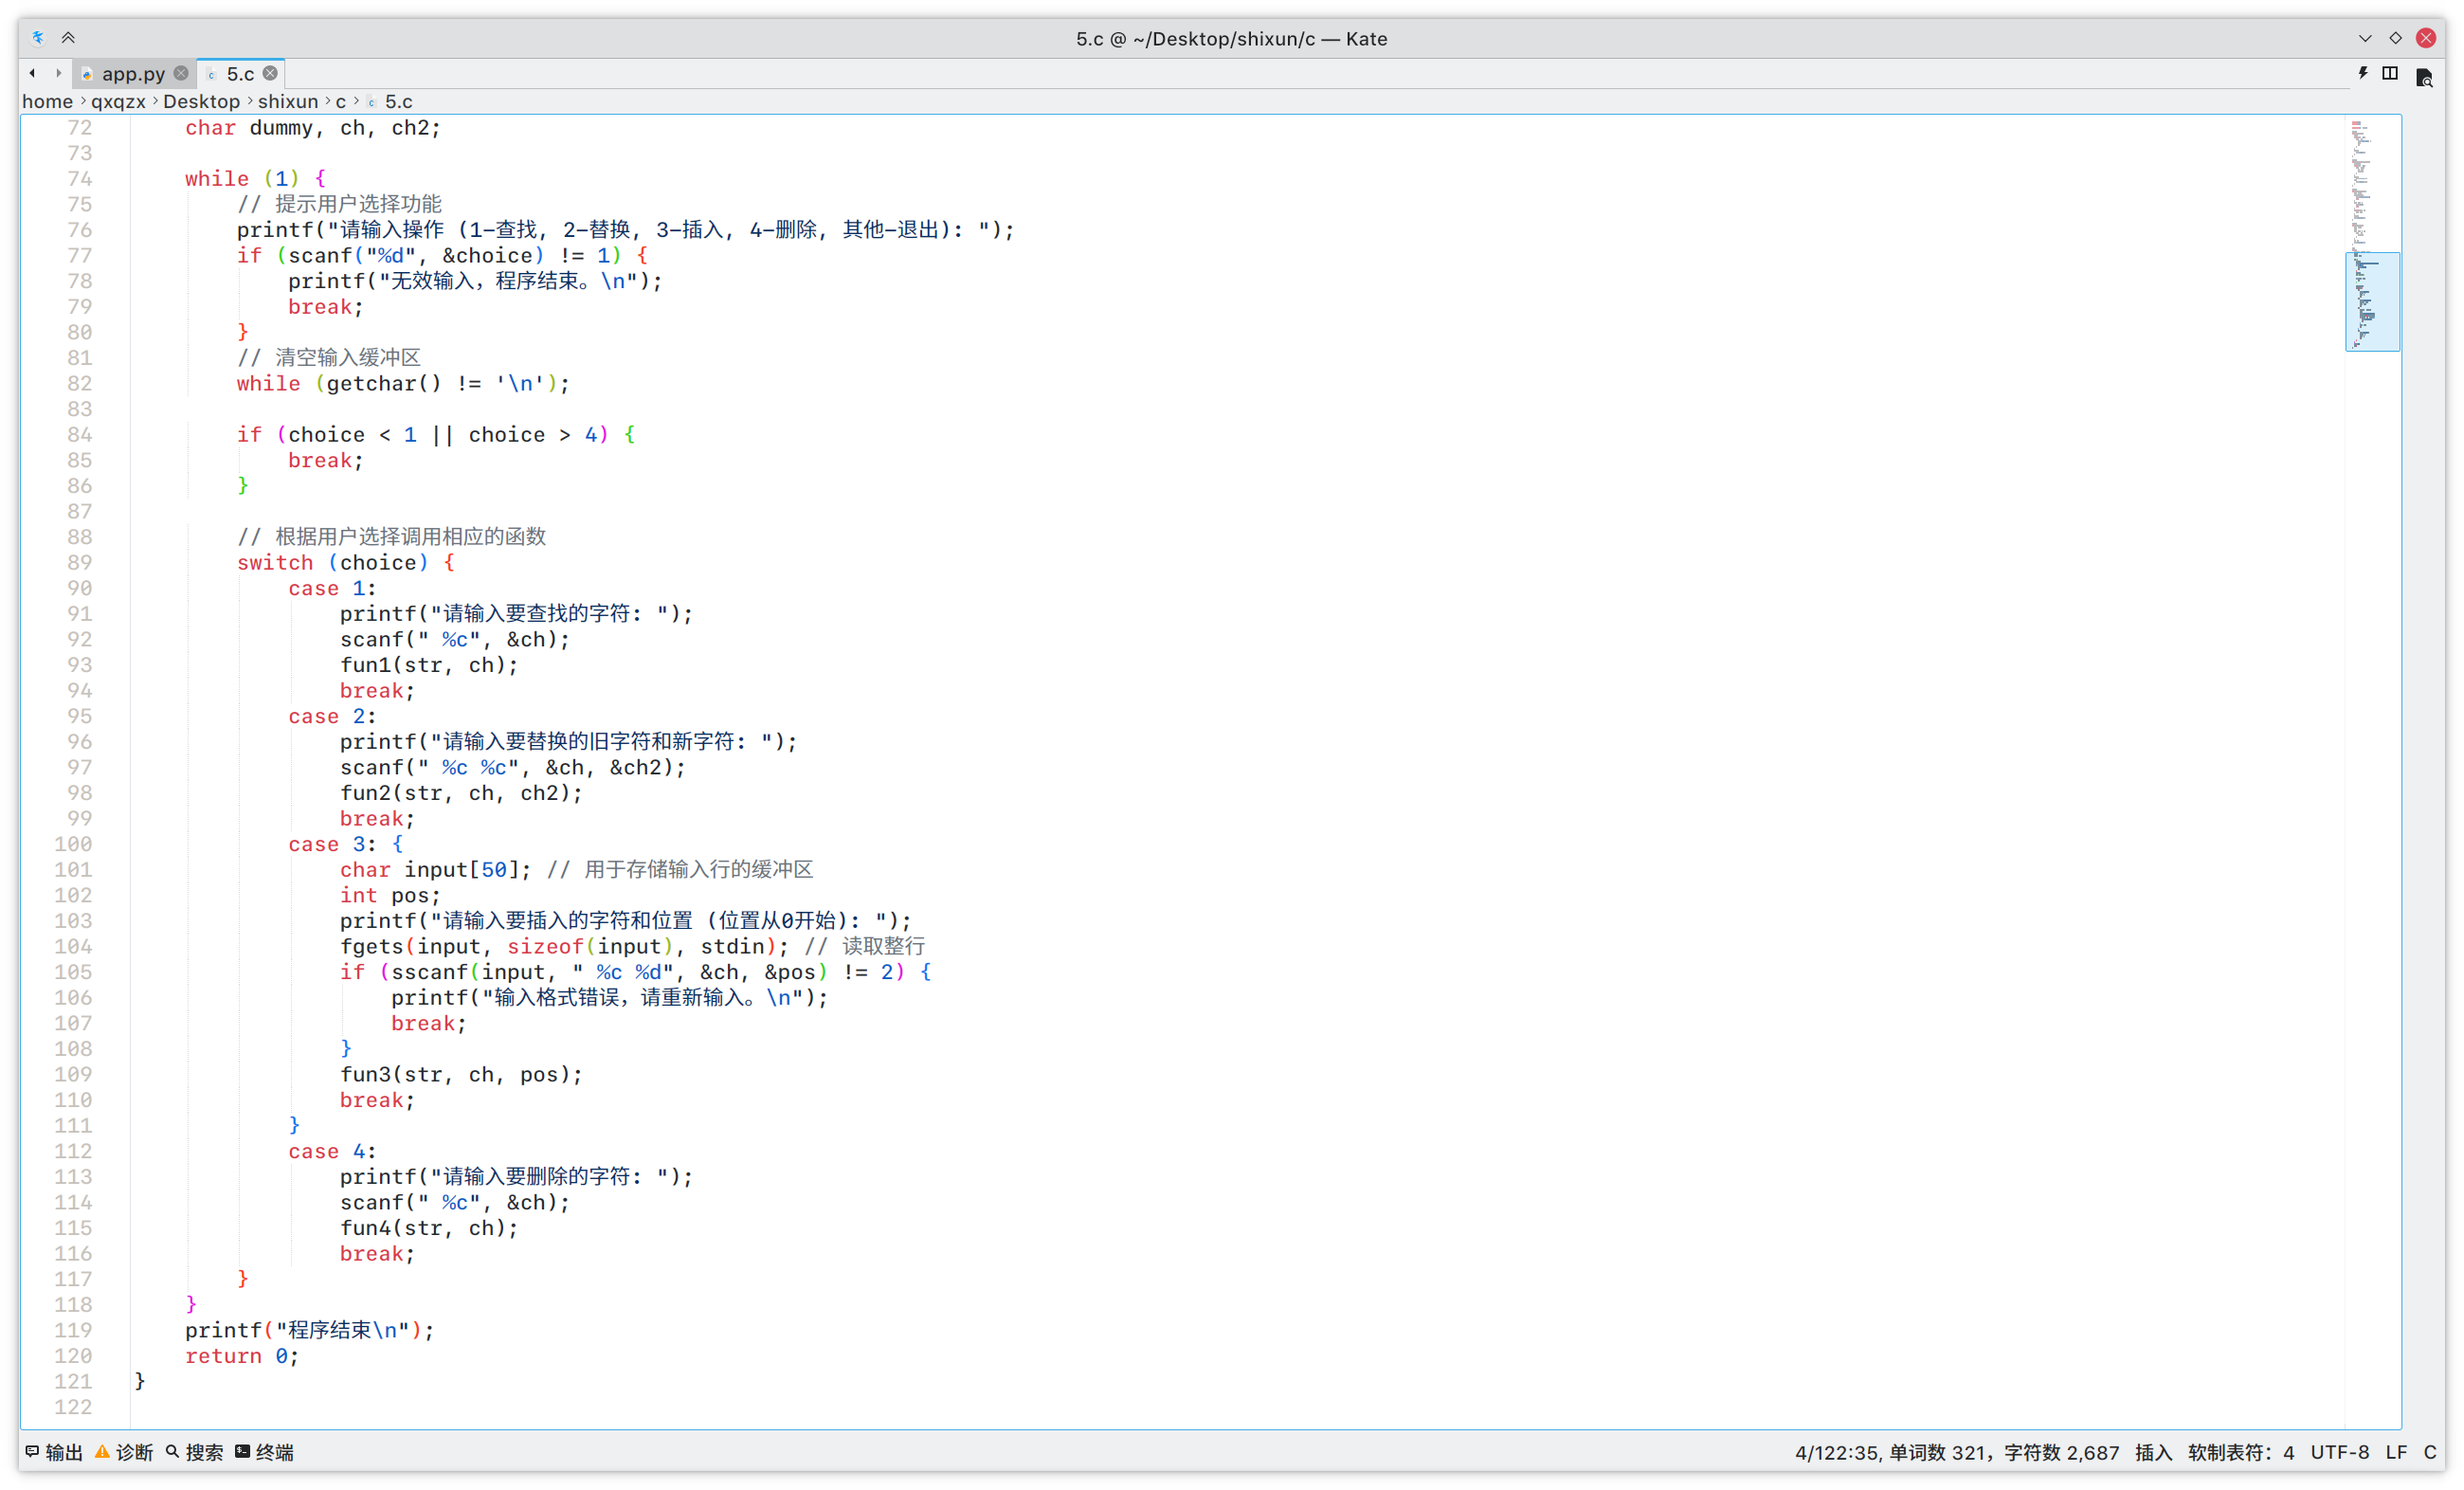 5.c @ ~/Desktop/shixun/c — Kate
app.py 5.c
home > qxqzx > Desktop > shixun > c > 5.c
72     char dummy, ch, ch2;
73
74     while (1) {
75         // 提示用户选择功能
76         printf("请输入操作 (1-查找, 2-替换, 3-插入, 4-删除, 其他-退出): ");
77         if (scanf("%d", &choice) != 1) {
78             printf("无效输入，程序结束。\n");
79             break;
80         }
81         // 清空输入缓冲区
82         while (getchar() != '\n');
83
84         if (choice < 1 || choice > 4) {
85             break;
86         }
87
88         // 根据用户选择调用相应的函数
89         switch (choice) {
90             case 1:
91                 printf("请输入要查找的字符: ");
92                 scanf(" %c", &ch);
93                 fun1(str, ch);
94                 break;
95             case 2:
96                 printf("请输入要替换的旧字符和新字符: ");
97                 scanf(" %c %c", &ch, &ch2);
98                 fun2(str, ch, ch2);
99                 break;
100             case 3: {
101                 char input[50]; // 用于存储输入行的缓冲区
102                 int pos;
103                 printf("请输入要插入的字符和位置 (位置从0开始): ");
104                 fgets(input, sizeof(input), stdin); // 读取整行
105                 if (sscanf(input, " %c %d", &ch, &pos) != 2) {
106                     printf("输入格式错误，请重新输入。\n");
107                     break;
108                 }
109                 fun3(str, ch, pos);
110                 break;
111             }
112             case 4:
113                 printf("请输入要删除的字符: ");
114                 scanf(" %c", &ch);
115                 fun4(str, ch);
116                 break;
117         }
118     }
119     printf("程序结束\n");
120     return 0;
121 }
122
输出 诊断 搜索 终端 4/122:35, 单词数 321，字符数 2,687 插入 软制表符：4 UTF-8 LF C